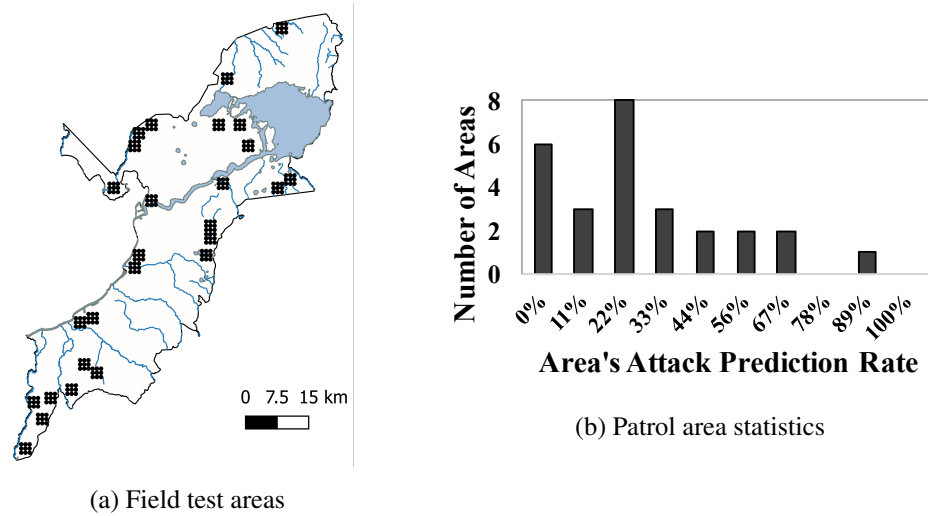 0 7.5 15 km
(a) Field test areas
Number of Areas
8
6
4
2
0
0% 11% 22% 33% 44% 56% 67% 78% 89% 100%
Area's Attack Prediction Rate
(b) Patrol area statistics